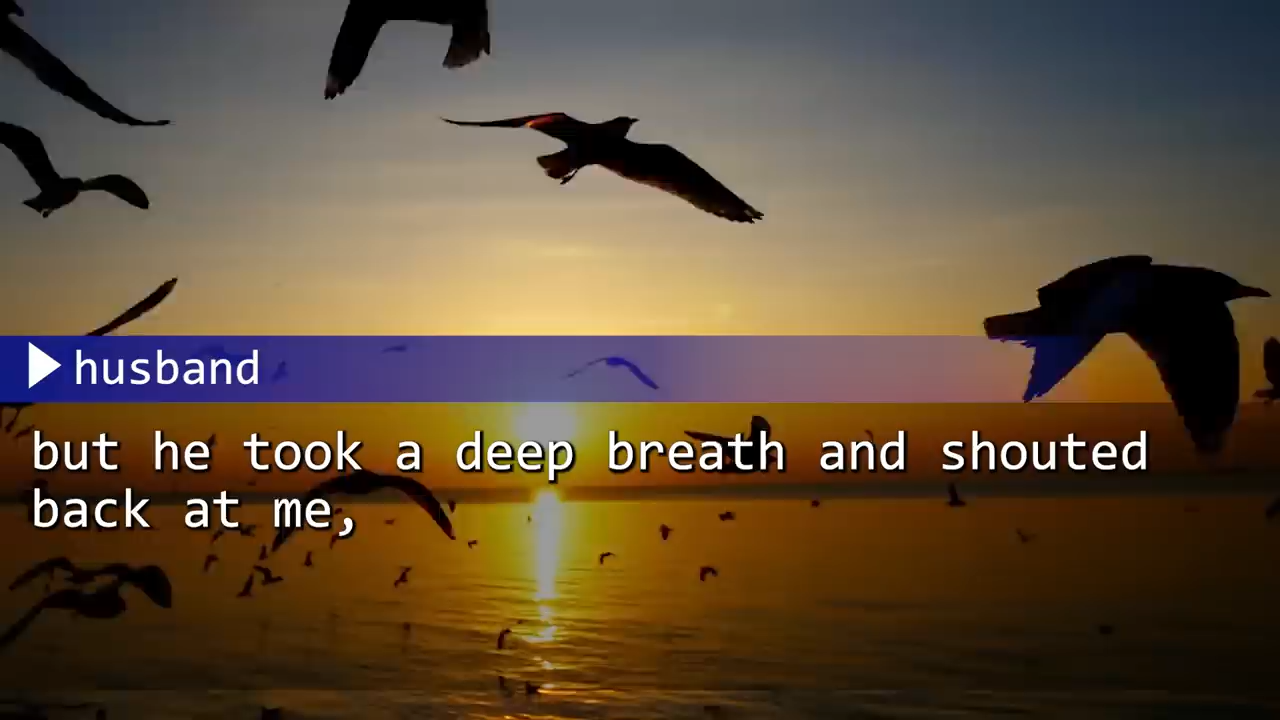 husband
but he took a deep breath and shouted
back at me,